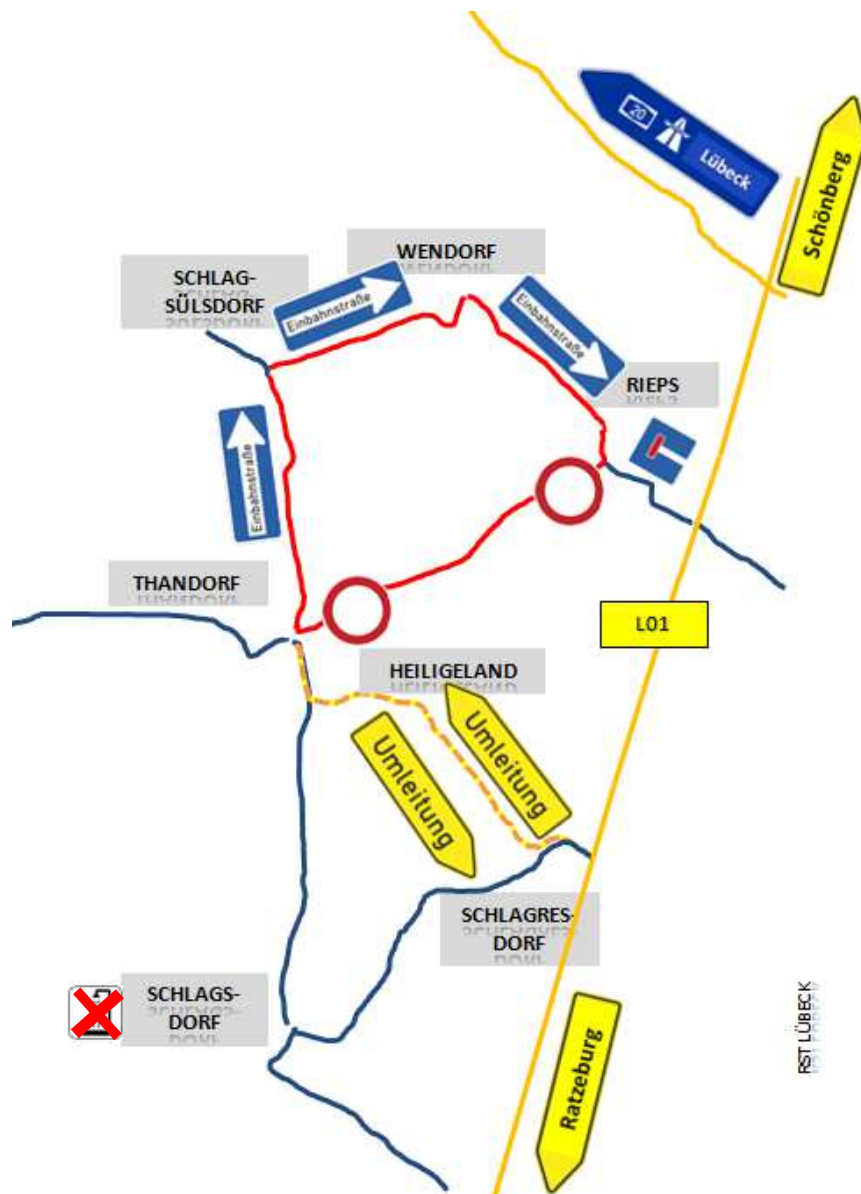 20
Lübeck
Schönberg
WENDORF
SCHLAG-
SÜLSDORF
Einbahnstraße
Einbahnstraße
RIEPS
Einbahnstraße
THANDORF
L01
HEILIGELAND
Umleitung
Umleitung
SCHLAGRES-
DORF
SCHLAGS-
DORF
RST LÜBECK
Ratzeburg